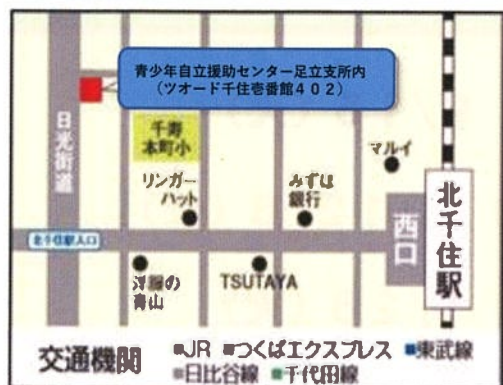 青少年自立援助センター足立支所内
（ツオード千住壱番館４０２）
日光街道
千寿
本町小
マルイ
リンガー
ハット
みずほ
銀行
北千住駅
西口
北千住駅入口
洋服の
青山
TSUTAYA
交通機関
■JR ■つくばエクスプレス ■東武線
■日比谷線 ■千代田線